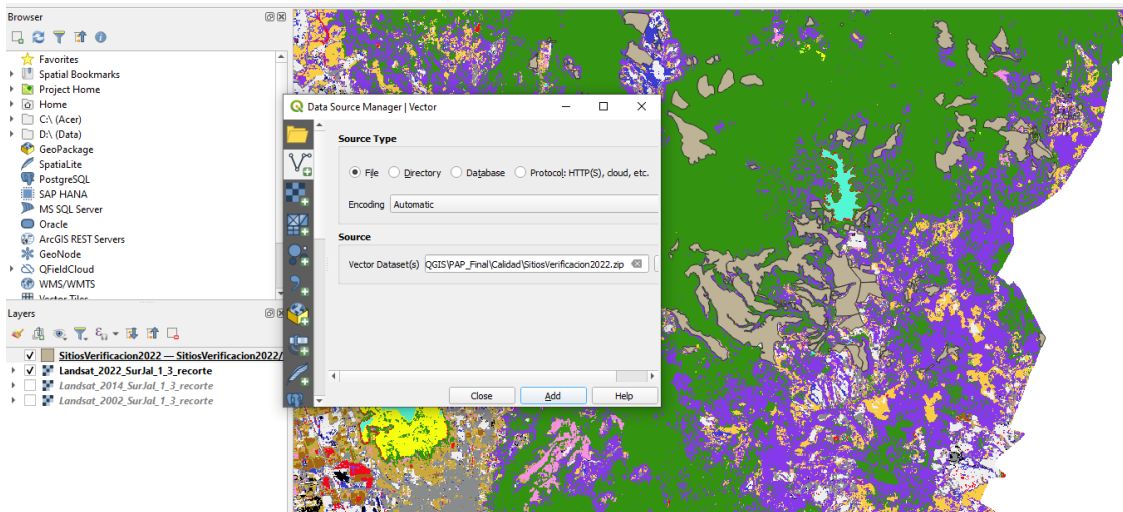 Browser
Favorites
Spatial Bookmarks
Project Home
Home
C:\ (Acer)
D:\ (Data)
GeoPackage
SpatiaLite
PostgreSQL
SAP HANA
MS SQL Server
Oracle
ArcGIS REST Servers
GeoNode
QFieldCloud
WMS/WMTS
Vector Tiles
Layers
SitiosVerificacion2022 — SitiosVerificacion2022/
Landsat_2022_SurJal_1_3_recorte
Landsat_2014_SurJal_1_3_recorte
Landsat_2002_SurJal_1_3_recorte
Data Source Manager | Vector
Source Type
File Directory Database Protocol: HTTP(S), cloud, etc.
Encoding Automatic
Source
Vector Dataset(s) QGIS\PAP_Final\Calidad\SitiosVerificacion2022.zip
Close Add Help